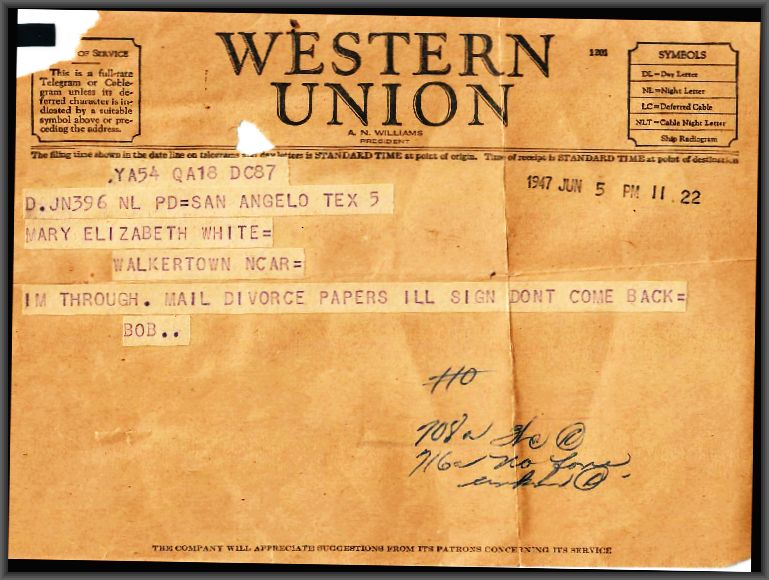 OF SERVICE
This is a full-rate
Telegram or Cable-
gram unless its de-
ferred character is in-
dicated by a suitable
symbol above or pre-
ceding the address.
WESTERN
UNION
A. N. WILLIAMS
PRESIDENT
1201
SYMBOLS
DL=Day Letter
NL=Night Letter
LC=Deferred Cable
NLT=Cable Night Letter
Ship Radiogram
The filing time shown in the date line on telegrams and day letters is STANDARD TIME at point of origin. Time of receipt is STANDARD TIME at point of destination
.YA54 QA18 DC87
1947 JUN 5 PM 11 22
D.JN396 NL PD=SAN ANGELO TEX 5
MARY ELIZABETH WHITE=
WALKERTOWN NCAR=
IM THROUGH. MAIL DIVORCE PAPERS ILL SIGN DONT COME BACK=
BOB..
708a
716a no
THE COMPANY WILL APPRECIATE SUGGESTIONS FROM ITS PATRONS CONCERNING ITS SERVICE